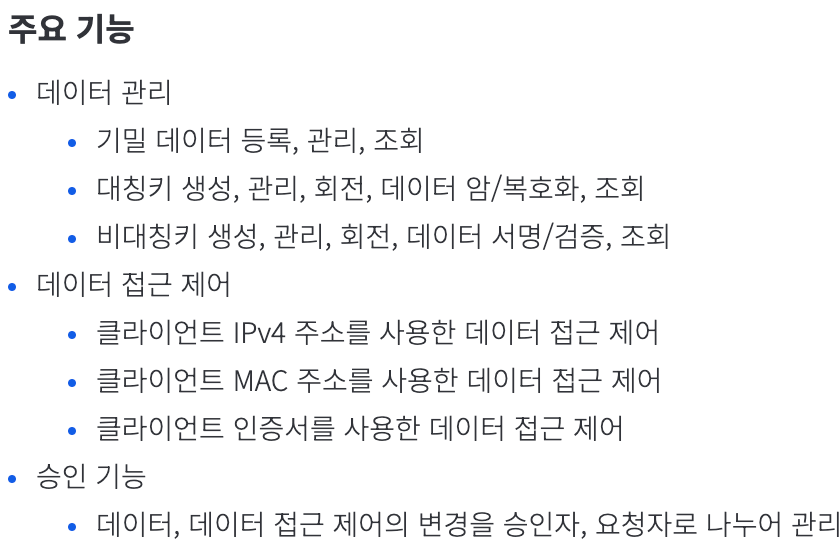 주요 기능
데이터 관리
기밀 데이터 등록, 관리, 조회
대칭키 생성, 관리, 회전, 데이터 암/복호화, 조회
비대칭키 생성, 관리, 회전, 데이터 서명/검증, 조회
데이터 접근 제어
클라이언트 IPv4 주소를 사용한 데이터 접근 제어
클라이언트 MAC 주소를 사용한 데이터 접근 제어
클라이언트 인증서를 사용한 데이터 접근 제어
승인 기능
데이터, 데이터 접근 제어의 변경을 승인자, 요청자로 나누어 관리